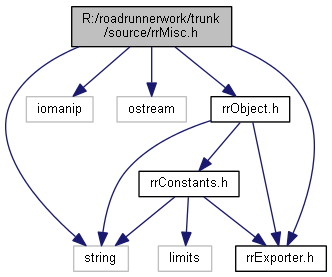 R:/roadrunnerwork/trunk
/source/rrMisc.h
iomanip
ostream
rrObject.h
rrConstants.h
string
limits
rrExporter.h